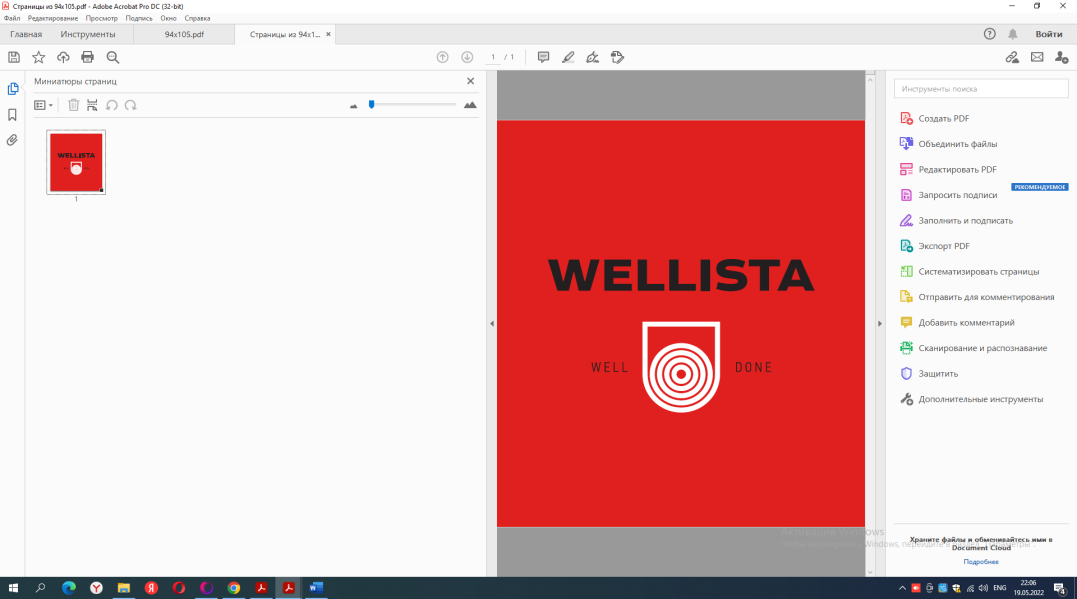 Страницы из 94x105.pdf - Adobe Acrobat Pro DC (32-bit)
Файл Редактирование Просмотр Подпись Окно Справка
Главная Инструменты 94x105.pdf Страницы из 94x1... × Войти
1 / 1
Миниатюры страниц
1
WELLISTA
WELL DONE
WELLISTA
Инструменты поиска
Создать PDF
Объединить файлы
Редактировать PDF
РЕКОМЕНДУЕМОЕ
Запросить подписи
Заполнить и подписать
Экспорт PDF
Систематизировать страницы
Отправить для комментирования
Добавить комментарий
Сканирование и распознавание
Защитить
Дополнительные инструменты
Храните файлы и обменивайтесь ими в
Document Cloud
Подробнее
ENG
22:06
19.05.2022
4